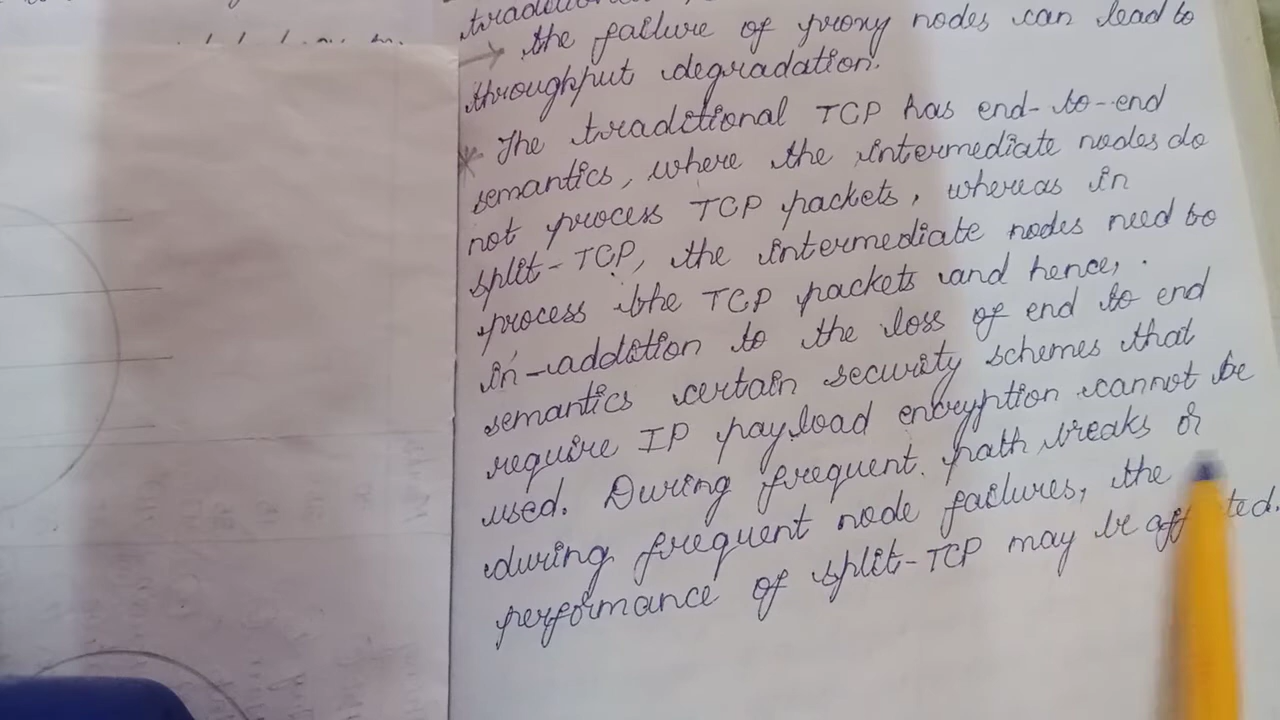 → the failure of proxy nodes can lead to
throughput degradation.
* The traditional TCP has end-to-end
semantics, where the intermediate nodes do
not process TCP packets, whereas in
split-TCP, the intermediate nodes need to
process the TCP packets and hence,
in-addition to the loss of end to end
semantics certain security schemes that
require IP payload encryption cannot be
used. During frequent path breaks or
during frequent node failures, the
performance of split-TCP may be